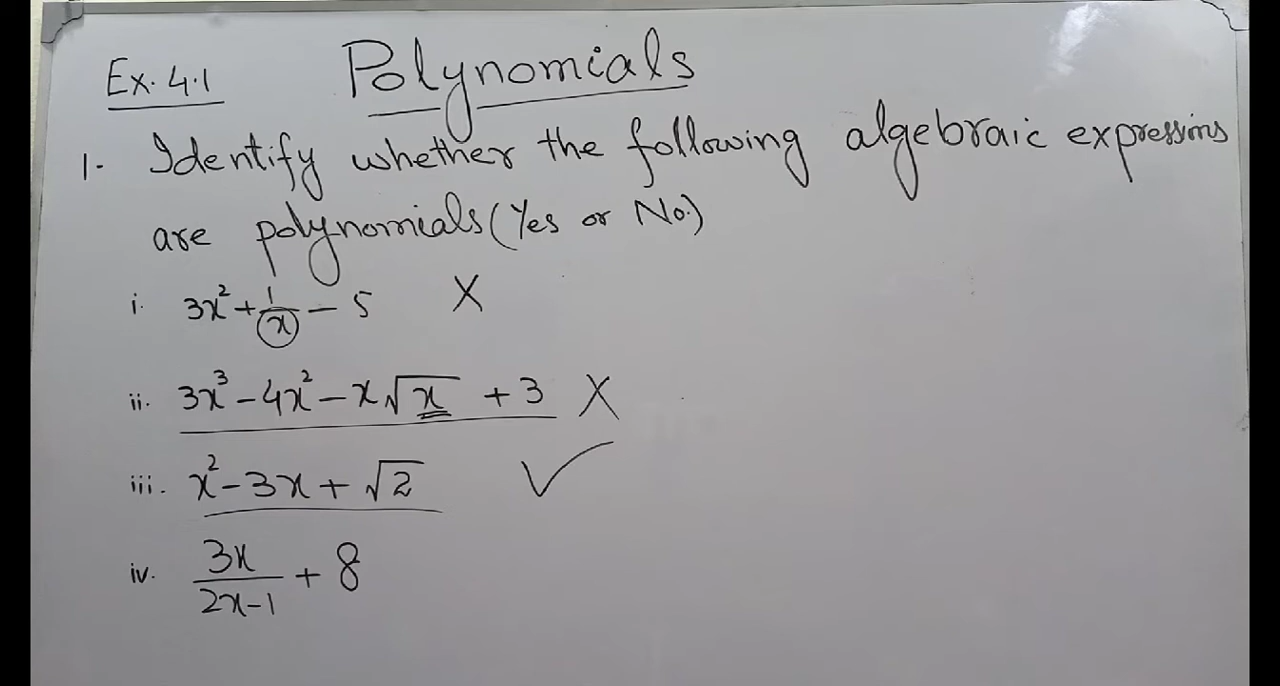 Ex. 4.1 Polynomials
1. Identify whether the following algebraic expressions
are polynomials (Yes or No.)
i. 3x² + 1/x - 5 X
ii. 3x³ - 4x² - x√x + 3 X
iii. x² - 3x + √2 ✓
iv. 3x/(2x-1) + 8